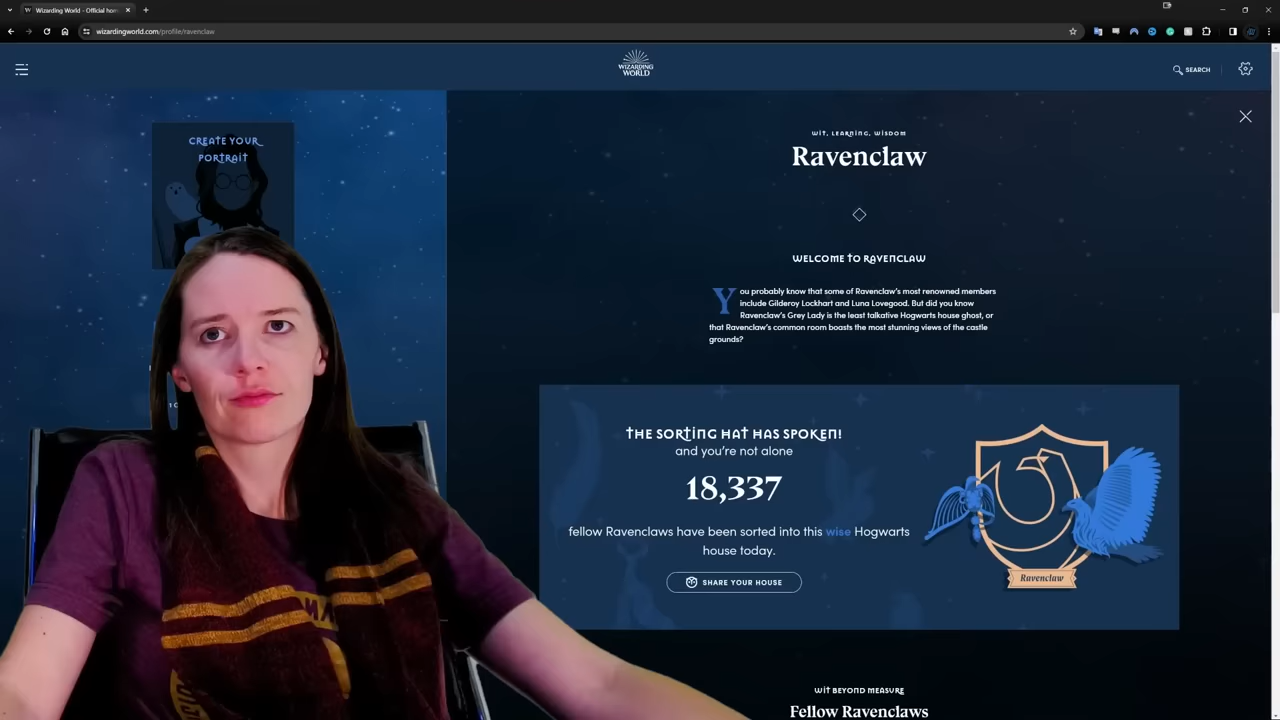 Wizarding World - Official hom
wizardingworld.com/profile/ravenclaw
WIZARDING
WORLD
SEARCH
CREATE YOUR
PORTRAIT
WIT, LEARNING, WISDOM
Ravenclaw
WELCOME TO RAVENCLAW
You probably know that some of Ravenclaw's most renowned members
include Gilderoy Lockhart and Luna Lovegood. But did you know
Ravenclaw's Grey Lady is the least talkative Hogwarts house ghost, or
that Ravenclaw's common room boasts the most stunning views of the castle
grounds?
THE SORTING HAT HAS SPOKEN!
and you're not alone
18,337
fellow Ravenclaws have been sorted into this wise Hogwarts
house today.
SHARE YOUR HOUSE
Ravenclaw
WIT BEYOND MEASURE
Fellow Ravenclaws